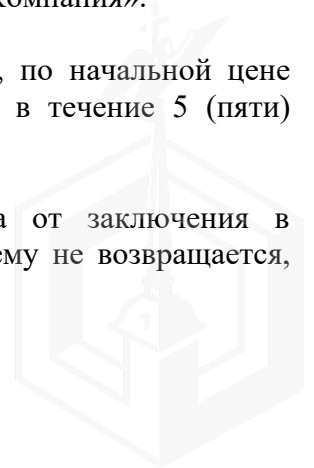 компания».
, по начальной цене
в течение 5 (пяти)
а от заключения в
ему не возвращается,